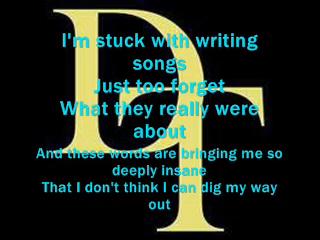 I'm stuck with writing
songs
Just too forget
What they really were
about
And these words are bringing me so
deeply insane
That I don't think I can dig my way
out